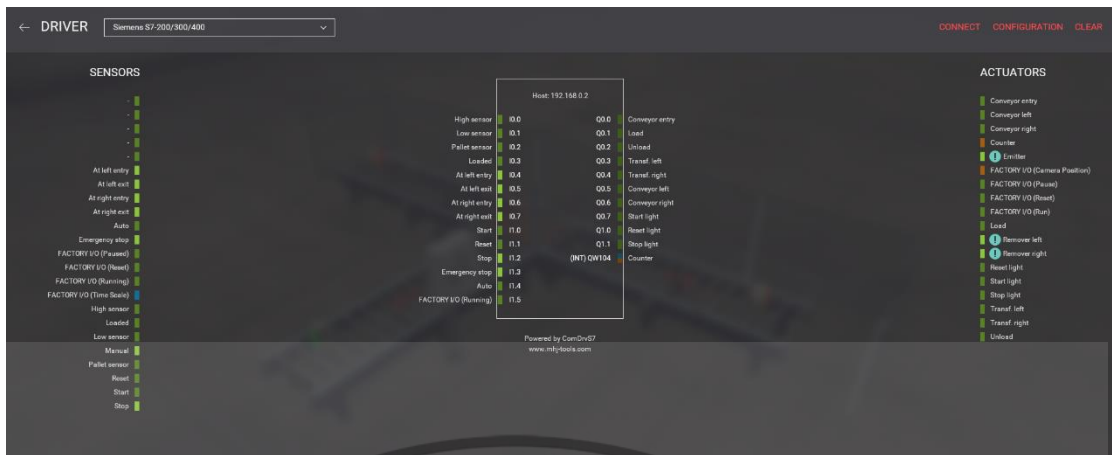 ← DRIVER Siemens S7-200/300/400 CONNECT CONFIGURATION CLEAR
SENSORS
-
-
-
-
-
At left entry
At left exit
At right entry
At right exit
Auto
Emergency stop
FACTORY I/O (Paused)
FACTORY I/O (Reset)
FACTORY I/O (Running)
FACTORY I/O (Time Scale)
High sensor
Loaded
Low sensor
Manual
Pallet sensor
Reset
Start
Stop
Host: 192.168.0.2
High sensor I0.0 Q0.0 Conveyor entry
Low sensor I0.1 Q0.1 Load
Pallet sensor I0.2 Q0.2 Unload
Loaded I0.3 Q0.3 Transf. left
At left entry I0.4 Q0.4 Transf. right
At left exit I0.5 Q0.5 Conveyor left
At right entry I0.6 Q0.6 Conveyor right
At right exit I0.7 Q0.7 Start light
Start I1.0 Q1.0 Reset light
Reset I1.1 Q1.1 Stop light
Stop I1.2 (INT) QW104 Counter
Emergency stop I1.3
Auto I1.4
FACTORY I/O (Running) I1.5
Powered by ComDrvS7
www.mhj-tools.com
ACTUATORS
Conveyor entry
Conveyor left
Conveyor right
Counter
Emitter
FACTORY I/O (Camera Position)
FACTORY I/O (Pause)
FACTORY I/O (Reset)
FACTORY I/O (Run)
Load
Remover left
Remover right
Reset light
Start light
Stop light
Transf. left
Transf. right
Unload